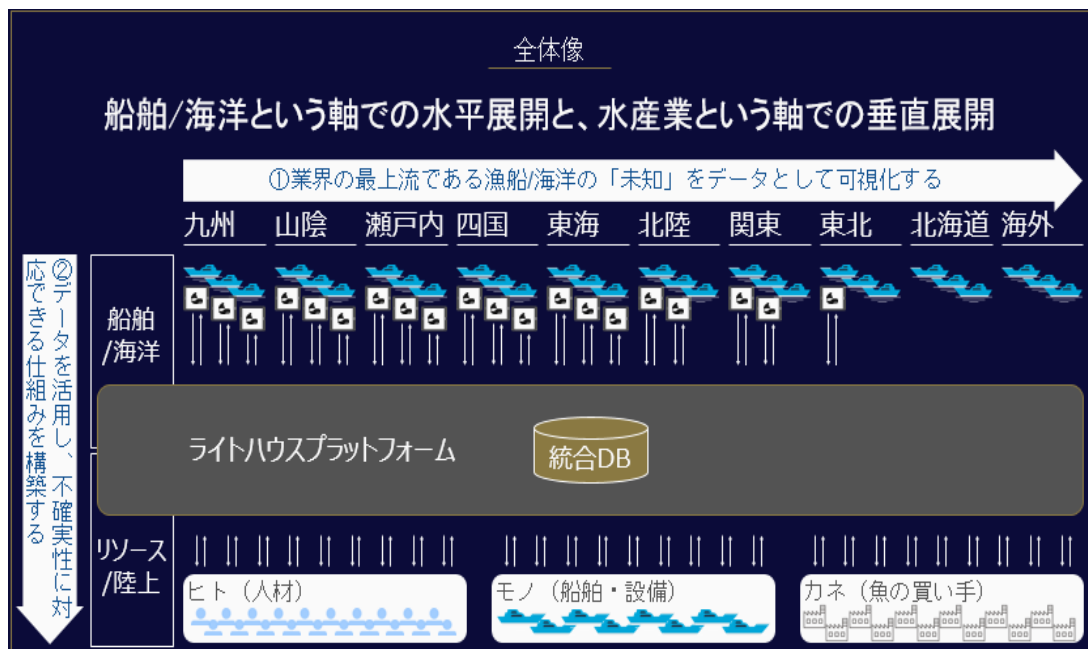 全体像
船舶/海洋という軸での水平展開と、水産業という軸での垂直展開
①業界の最上流である漁船/海洋の「未知」をデータとして可視化する
九州 山陰 瀬戸内 四国 東海 北陸 関東 東北 北海道 海外
②データを活用し、不確実性に対
応できる仕組みを構築する
船舶
/海洋
ライトハウスプラットフォーム
統合DB
リソース
/陸上
ヒト（人材）
モノ（船舶・設備）
カネ（魚の買い手）